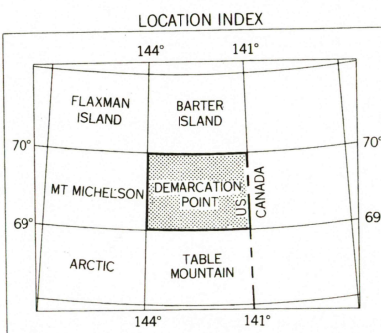 LOCATION INDEX
144° 141°
FLAXMAN
ISLAND
BARTER
ISLAND
70° 70°
MT MICHELSON
DEMARCATION
POINT
U.S.
CANADA
69° 69°
ARCTIC
TABLE
MOUNTAIN
144° 141°